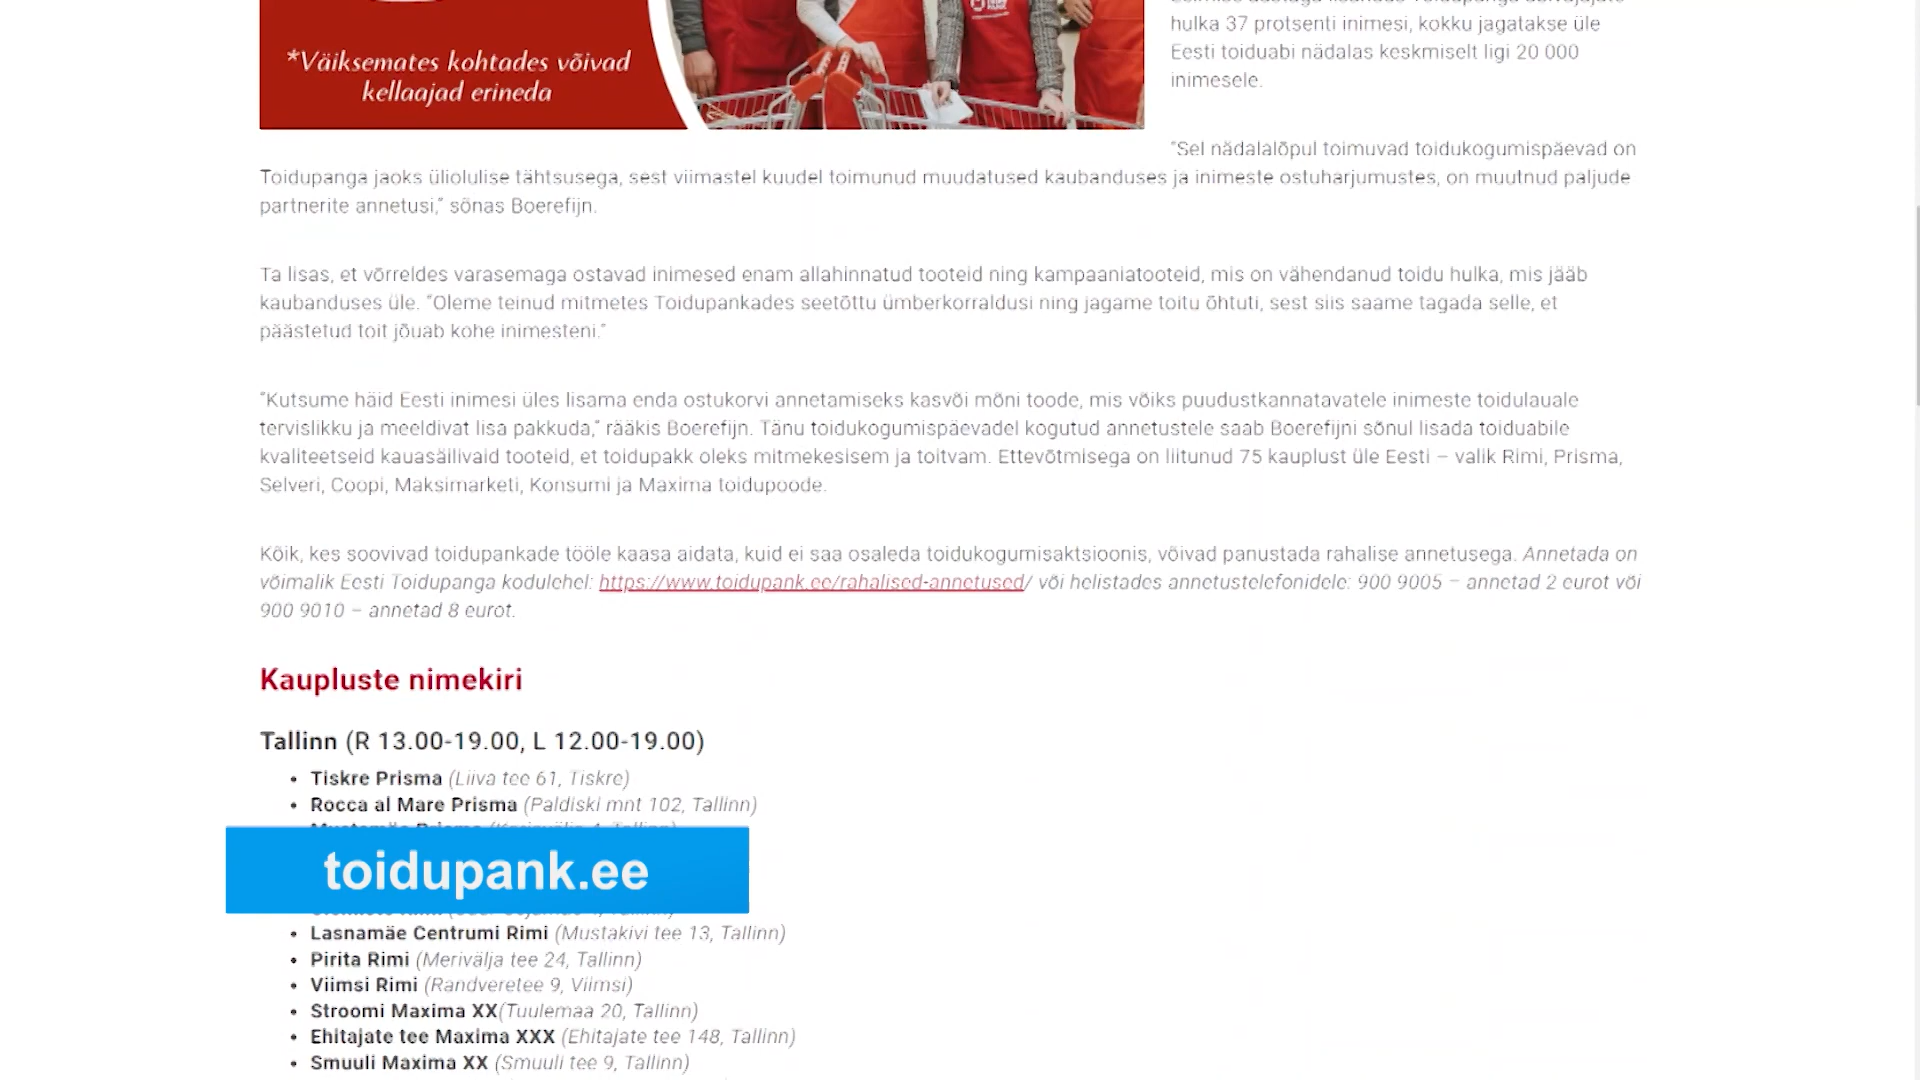 *Väiksemates kohtades võivad
kellaajad erineda
hulka 37 protsenti inimesi, kokku jagatakse üle
Eesti toiduabi nädalas keskmiselt ligi 20 000
inimesele.
“Sel nädalalõpul toimuvad toidukogumispäevad on
Toidupanga jaoks üliolulise tähtsusega, sest viimastel kuudel toimunud muudatused kaubanduses ja inimeste ostuharjumustes, on muutnud paljude
partnerite annetusi,” sõnas Boerefijn.
Ta lisas, et võrreldes varasemaga ostavad inimesed enam allahinnatud tooteid ning kampaaniatooteid, mis on vähendanud toidu hulka, mis jääb
kaubanduses üle. “Oleme teinud mitmetes Toidupankades seetõttu ümberkorraldusi ning jagame toitu õhtuti, sest siis saame tagada selle, et
päästetud toit jõuab kohe inimesteni.”
“Kutsume häid Eesti inimesi üles lisama enda ostukorvi annetamiseks kasvõi mõni toode, mis võiks puudustkannatavatele inimeste toidulauale
tervislikku ja meeldivat lisa pakkuda,” rääkis Boerefijn. Tänu toidukogumispäevadel kogutud annetustele saab Boerefijni sõnul lisada toiduabile
kvaliteetseid kauasäilivaid tooteid, et toidupakk oleks mitmekesisem ja toitvam. Ettevõtmisega on liitunud 75 kauplust üle Eesti – valik Rimi, Prisma,
Selveri, Coopi, Maksimarketi, Konsumi ja Maxima toidupoode.
Kõik, kes soovivad toidupankade tööle kaasa aidata, kuid ei saa osaleda toidukogumisaktsioonis, võivad panustada rahalise annetusega. Annetada on
võimalik Eesti Toidupanga kodulehel: https://www.toidupank.ee/rahalised-annetused/ või helistades annetustelefonidele: 900 9005 – annetad 2 eurot või
900 9010 – annetad 8 eurot.
Kaupluste nimekiri
Tallinn (R 13.00-19.00, L 12.00-19.00)
• Tiskre Prisma (Liiva tee 61, Tiskre)
• Rocca al Mare Prisma (Paldiski mnt 102, Tallinn)
toidupank.ee
• Lasnamäe Centrumi Rimi (Mustakivi tee 13, Tallinn)
• Pirita Rimi (Merivälja tee 24, Tallinn)
• Viimsi Rimi (Randveretee 9, Viimsi)
• Stroomi Maxima XX(Tuulemaa 20, Tallinn)
• Ehitajate tee Maxima XXX (Ehitajate tee 148, Tallinn)
• Smuuli Maxima XX (Smuuli tee 9, Tallinn)